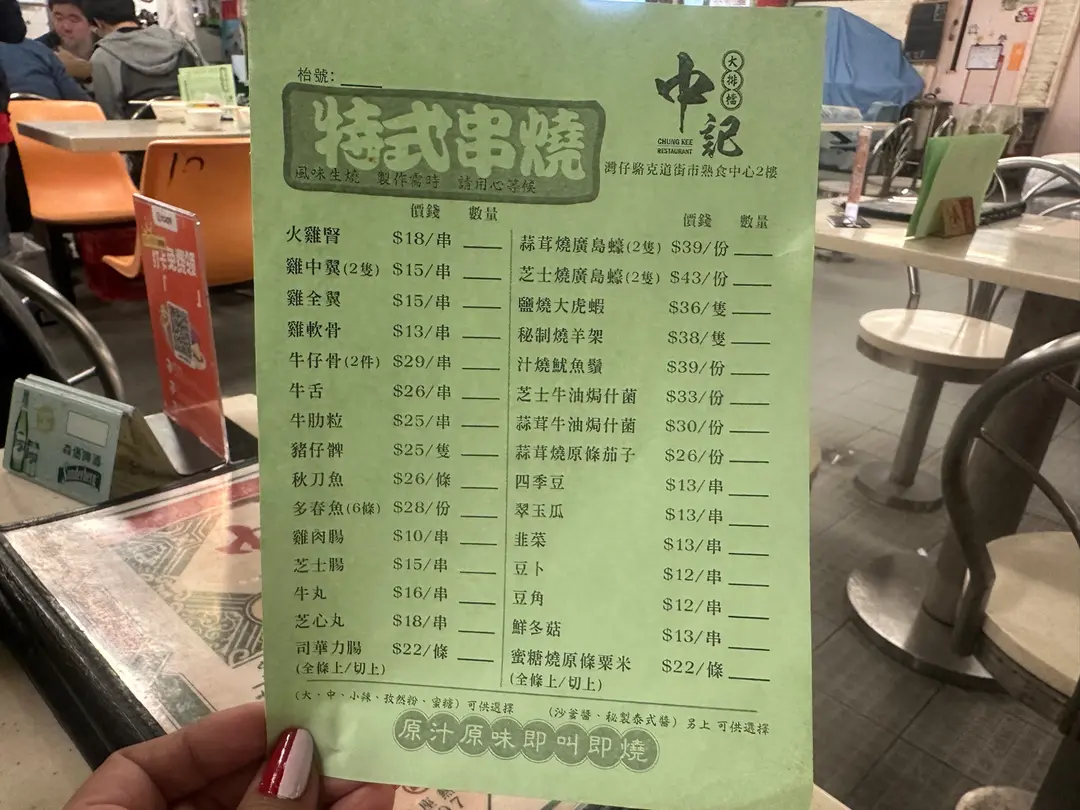 枱號：
特式串燒
風味生燒 製作需時 請用心等候
中記
大排檔
CHUNG KEE
RESTAURANT
灣仔駱克道街市熟食中心2樓
價錢 數量
火雞腎 $18/串
雞中翼(2隻) $15/串
雞全翼 $15/串
雞軟骨 $13/串
牛仔骨(2件) $29/串
牛舌 $26/串
牛肋粒 $25/串
豬仔髀 $25/隻
秋刀魚 $26/條
多春魚(6條) $28/份
雞肉腸 $10/串
芝士腸 $15/串
牛丸 $16/串
芝心丸 $18/串
司華力腸 $22/條
(全條上/切上)
價錢 數量
蒜茸燒廣島蠔(2隻) $39/份
芝士燒廣島蠔(2隻) $43/份
鹽燒大虎蝦 $36/隻
秘制燒羊架 $38/隻
汁燒魷魚鬚 $39/份
芝士牛油焗什菌 $33/份
蒜茸牛油焗什菌 $30/份
蒜茸燒原條茄子 $26/份
四季豆 $13/串
翠玉瓜 $13/串
韭菜 $13/串
豆卜 $12/串
豆角 $12/串
鮮冬菇 $13/串
蜜糖燒原條粟米 $22/條
(全條上/切上)
(大、中、小辣、孜然粉、蜜糖) 可供選擇 (沙爹醬、秘製泰式醬) 另上 可供選擇
原汁原味即叫即燒